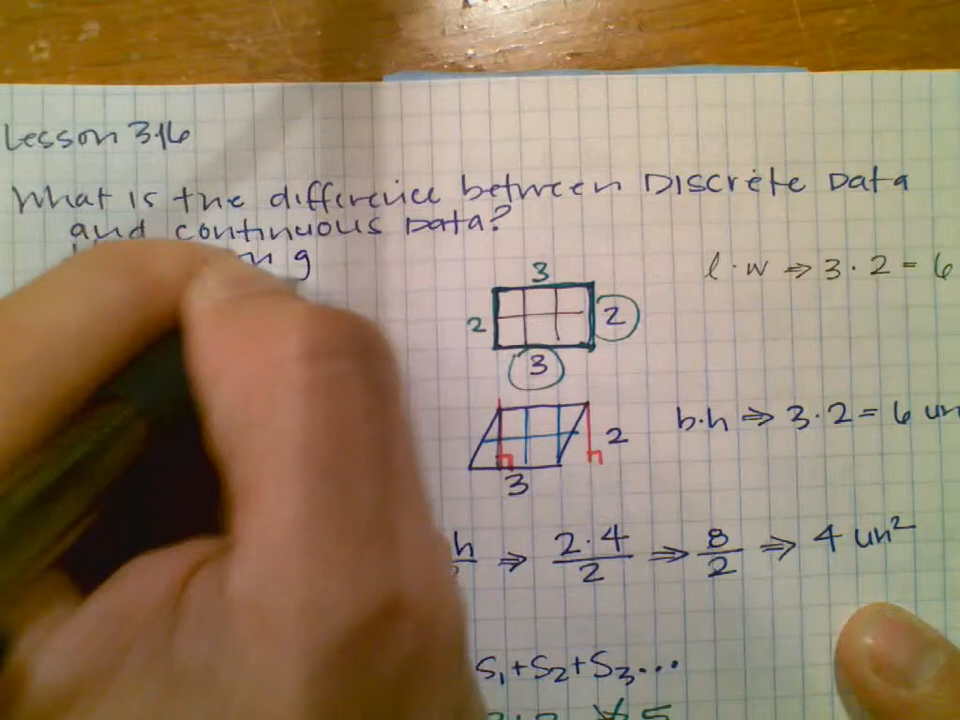 Lesson 3.16
What is the difference between Discrete Data
and continuous Data?
3
l · w ⇒ 3 · 2 = 6
2
2
3
b.h ⇒ 3 · 2 = 6 un
2
3
h ⇒ 2 · 4 / 2 ⇒ 8 / 2 ⇒ 4 un²
S₁ + S₂ + S₃ ...